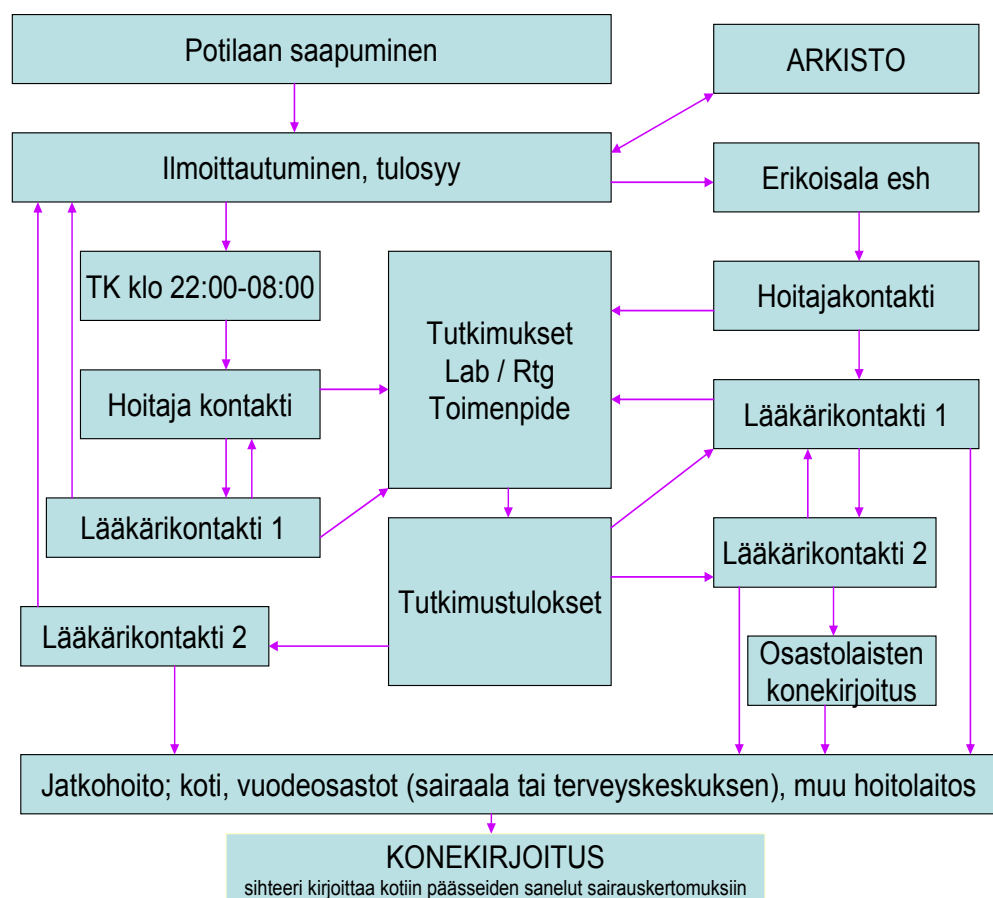 Potilaan saapuminen
ARKISTO
Ilmoittautuminen, tulosyy
Erikoisala esh
TK klo 22:00-08:00
Tutkimukset
Lab / Rtg
Toimenpide
Hoitajakontakti
Hoitaja kontakti
Lääkärikontakti 1
Lääkärikontakti 1
Tutkimustulokset
Lääkärikontakti 2
Lääkärikontakti 2
Osastolaisten
konekirjoitus
Jatkohoito; koti, vuodeosastot (sairaala tai terveyskeskuksen), muu hoitolaitos
KONEKIRJOITUS
sihteeri kirjoittaa kotiin päässeiden sanelut sairauskertomuksiin